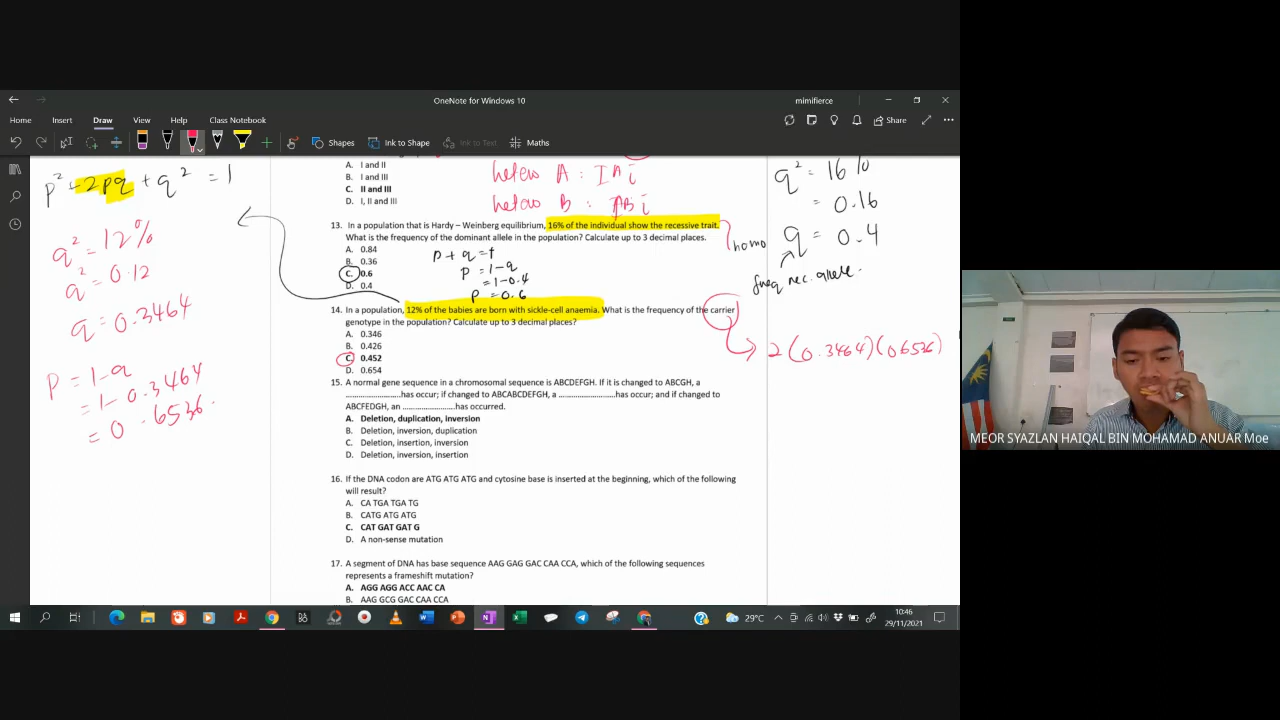 OneNote for Windows 10
mimifierce
Home Insert Draw View Help Class Notebook
Share
Shapes
Ink to Shape
Ink to Text
Maths
p² + 2pq + q² = 1
q² = 12%
q² = 0.12
q = 0.3464
P = 1-q
= 1-0.3464
= 0.6536.
A. I and II
B. I and III
C. II and III
D. I, II and III
hetero A : IAi
hetero B : IBi
13. In a population that is Hardy – Weinberg equilibrium, 16% of the individual show the recessive trait.
What is the frequency of the dominant allele in the population? Calculate up to 3 decimal places.
A. 0.84
B. 0.36
C. 0.6
D. 0.4
p + q = 1
P = 1-q
= 1-0.4
P = 0.6
homo
q² = 16%
= 0.16
q = 0.4
freq rec. allele.
14. In a population, 12% of the babies are born with sickle-cell anaemia. What is the frequency of the carrier
genotype in the population? Calculate up to 3 decimal places?
A. 0.346
B. 0.426
C. 0.452
D. 0.654
2 (0.3464)(0.6536)
15. A normal gene sequence in a chromosomal sequence is ABCDEFGH. If it is changed to ABCGH, a
........................has occur; if changed to ABCABCDEFGH, a ........................has occur; and if changed to
ABCFEDGH, an ......................has occurred.
A. Deletion, duplication, inversion
B. Deletion, inversion, duplication
C. Deletion, insertion, inversion
D. Deletion, inversion, insertion
16. If the DNA codon are ATG ATG ATG and cytosine base is inserted at the beginning, which of the following
will result?
A. CA TGA TGA TG
B. CATG ATG ATG
C. CAT GAT GAT G
D. A non-sense mutation
17. A segment of DNA has base sequence AAG GAG GAC CAA CCA, which of the following sequences
represents a frameshift mutation?
A. AGG AGG ACC AAC CA
B. AAG GCG GAC CAA CCA
MEOR SYAZLAN HAIQAL BIN MOHAMAD ANUAR Moe
29°C
10:46
29/11/2021